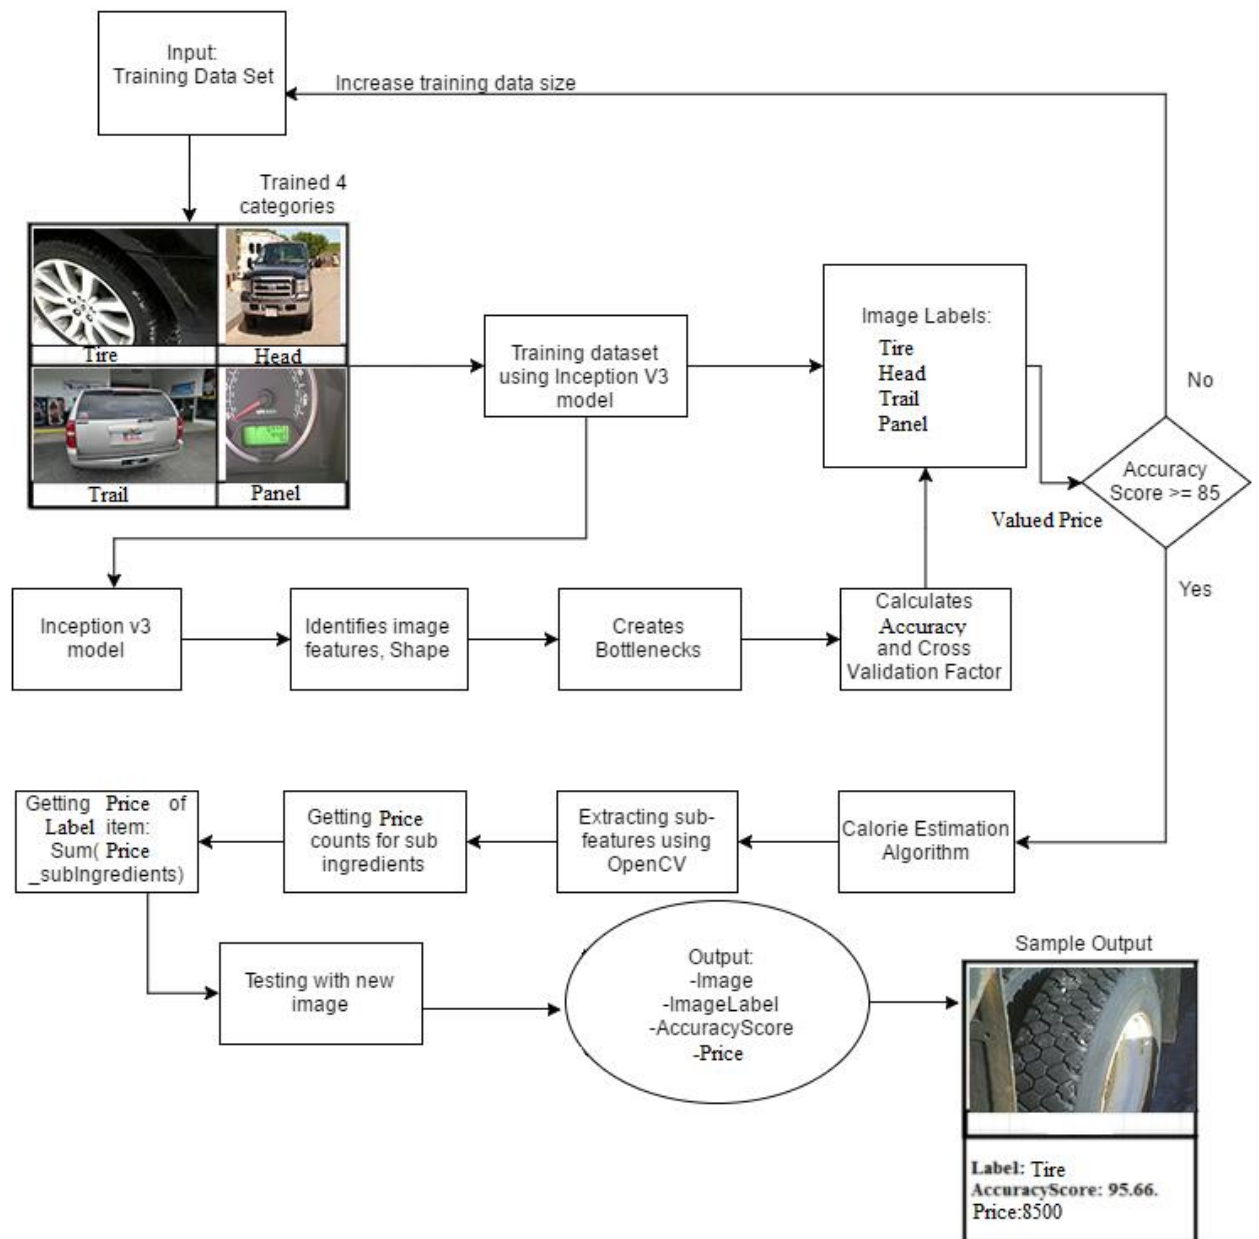 Input:
Training Data Set
Increase training data size
Trained 4
categories
Tire
Head
Trail
Panel
Training dataset
using Inception V3
model
Image Labels:
Tire
Head
Trail
Panel
No
Accuracy
Score >= 85
Valued Price
Yes
Inception v3
model
Identifies image
features, Shape
Creates
Bottlenecks
Calculates
Accuracy
and Cross
Validation Factor
Getting Price of
Label item:
Sum( Price
_subIngredients)
Getting Price
counts for sub
ingredients
Extracting sub-
features using
OpenCV
Calorie Estimation
Algorithm
Testing with new
image
Output:
-Image
-ImageLabel
-AccuracyScore
-Price
Sample Output
Label: Tire
AccuracyScore: 95.66.
Price:8500